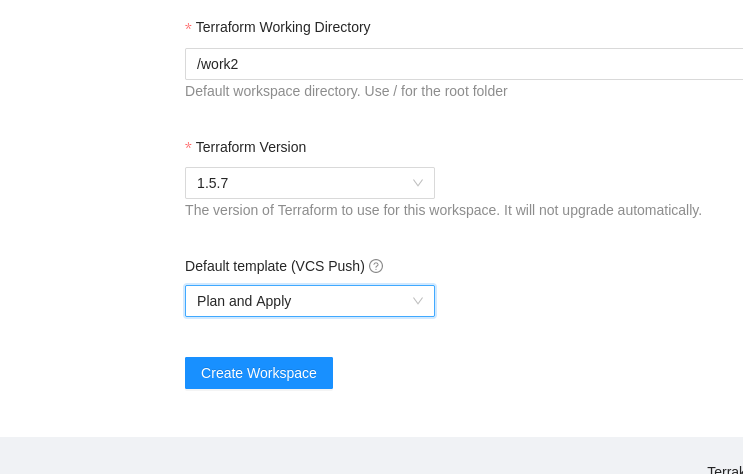 * Terraform Working Directory
/work2
Default workspace directory. Use / for the root folder
* Terraform Version
1.5.7
The version of Terraform to use for this workspace. It will not upgrade automatically.
Default template (VCS Push)
Plan and Apply
Create Workspace